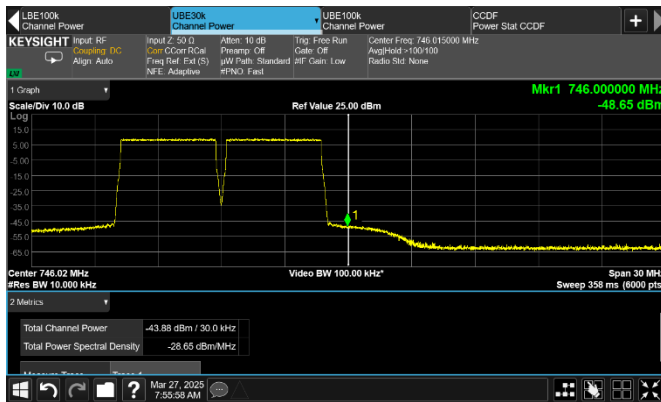 LBE100k
Channel Power
UBE30k
Channel Power
UBE100k
Channel Power
CCDF
Power Stat CCDF
KEYSIGHT
Input: RF
Coupling: DC
Align: Auto
Input Z: 50 Ω
Corr CCorr RCal
Freq Ref: Ext (S)
NFE: Adaptive
Atten: 10 dB
Preamp: Off
µW Path: Standard
#PNO: Fast
Trig: Free Run
Gate: Off
#IF Gain: Low
Center Freq: 746.015000 MHz
Avg|Hold:>100/100
Radio Std: None
1 Graph
Scale/Div 10.0 dB
Ref Value 25.00 dBm
Mkr1 746.000000 MHz
-48.65 dBm
Log
15.0
5.00
-5.00
-15.0
-25.0
-35.0
-45.0
-55.0
-65.0
1
Center 746.02 MHz
#Res BW 10.000 kHz
Video BW 100.00 kHz*
Span 30 MHz
Sweep 358 ms (6000 pts)
2 Metrics
Total Channel Power -43.88 dBm / 30.0 kHz
Total Power Spectral Density -28.65 dBm/MHz
Measure Trace Trace 1
Mar 27, 2025
7:55:58 AM